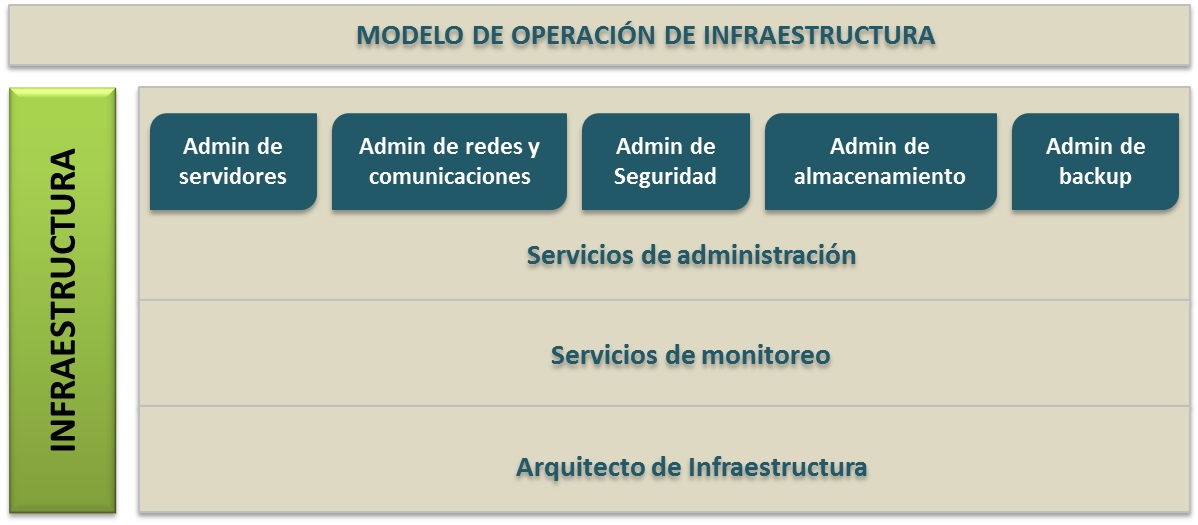 MODELO DE OPERACIÓN DE INFRAESTRUCTURA
INFRAESTRUCTURA
Admin de
servidores
Admin de redes y
comunicaciones
Admin de
Seguridad
Admin de
almacenamiento
Admin de
backup
Servicios de administración
Servicios de monitoreo
Arquitecto de Infraestructura